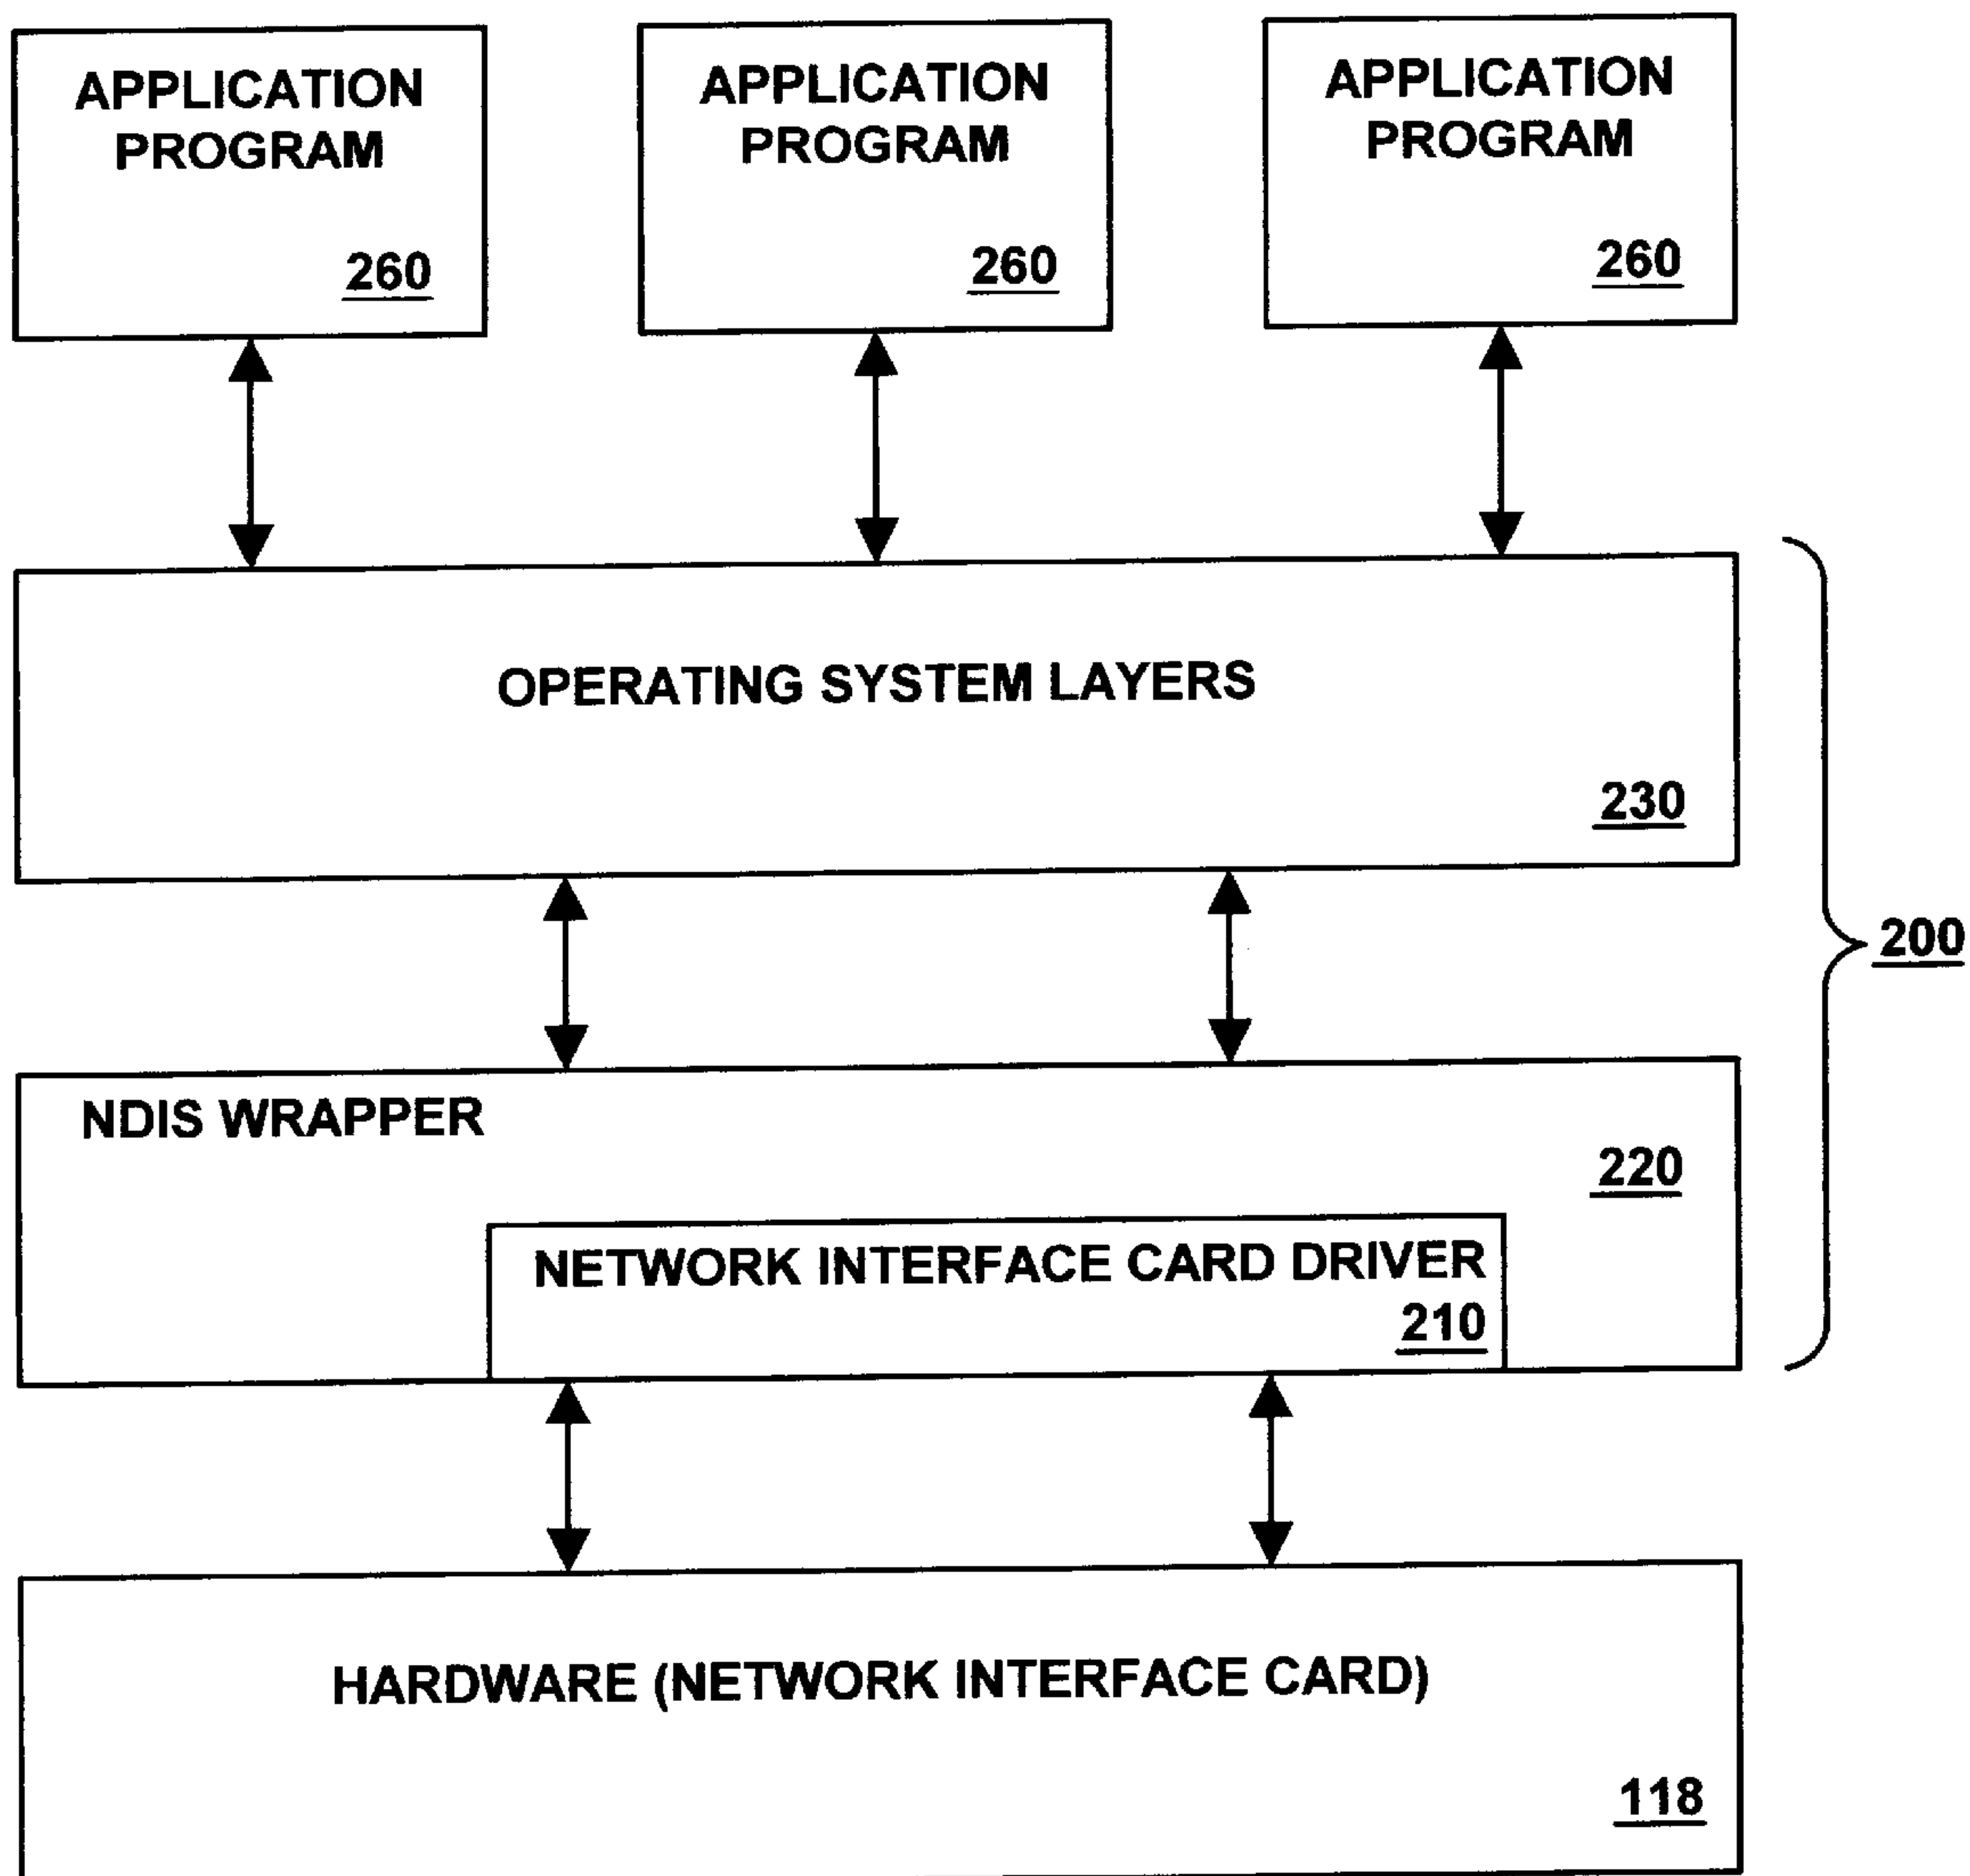 APPLICATION
PROGRAM
260
APPLICATION
PROGRAM
260
APPLICATION
PROGRAM
260
OPERATING SYSTEM LAYERS
230
200
NDIS WRAPPER
220
NETWORK INTERFACE CARD DRIVER
210
HARDWARE (NETWORK INTERFACE CARD)
118